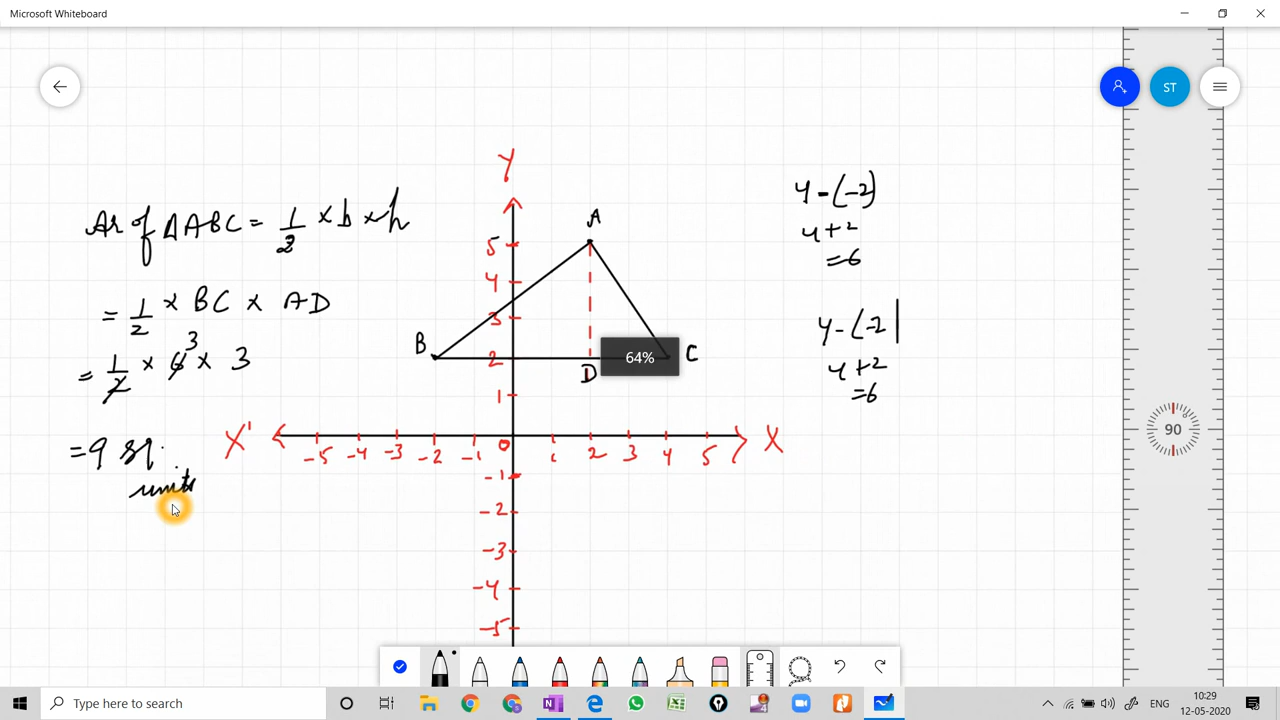 Microsoft Whiteboard
ST
Y
Ar of ΔABC = 1/2 × b × h
= 1/2 × BC × AD
3
= 1/2 × 6 × 3
= 9 sq.
units
A
B
C
D
64%
5
4
3
2
1
X'
X
0
-5 -4 -3 -2 -1
1 2 3 4 5
-1
-2
-3
-4
-5
4-(-2)
4+2
=6
4-(-2|
4+2
=6
90
Type here to search
ENG
10:29
12-05-2020